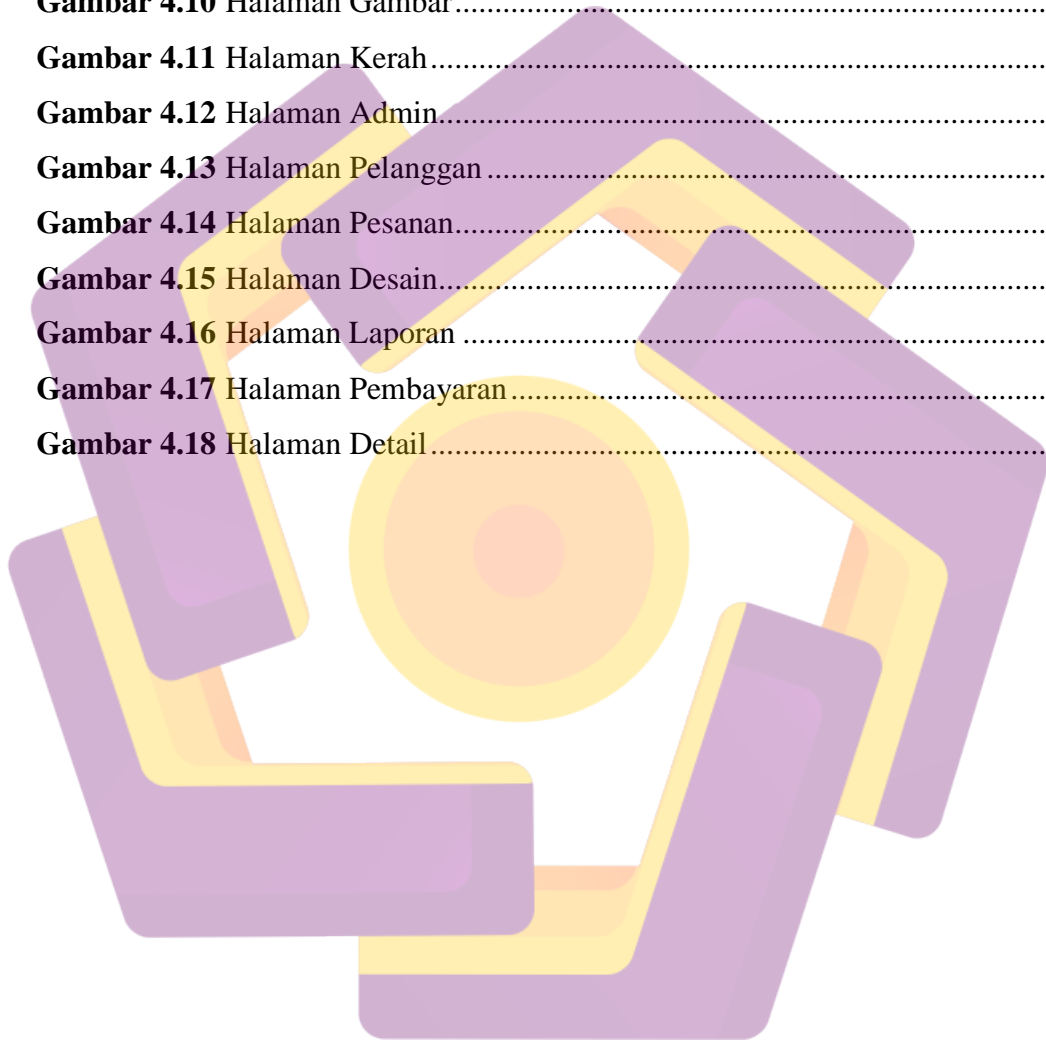 Gambar 4.10 Halaman Gambar....................................................................
Gambar 4.11 Halaman Kerah.......................................................................
Gambar 4.12 Halaman Admin......................................................................
Gambar 4.13 Halaman Pelanggan................................................................
Gambar 4.14 Halaman Pesanan....................................................................
Gambar 4.15 Halaman Desain......................................................................
Gambar 4.16 Halaman Laporan ...................................................................
Gambar 4.17 Halaman Pembayaran.............................................................
Gambar 4.18 Halaman Detail.......................................................................